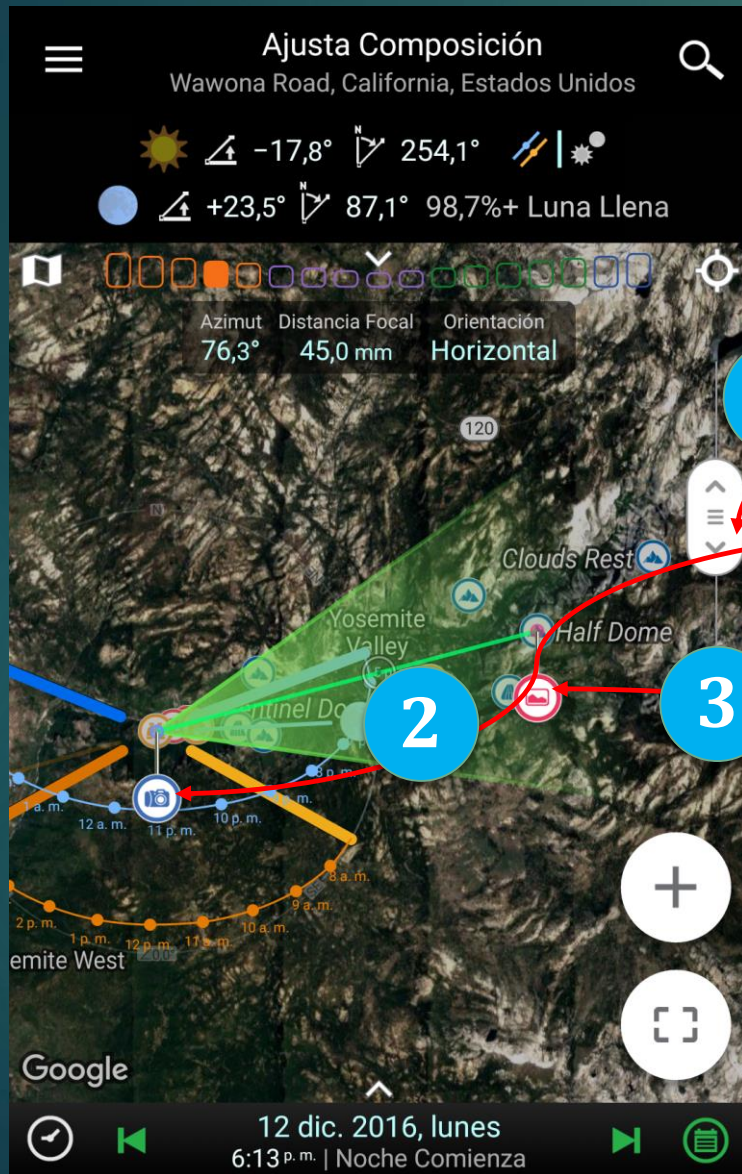 Ajusta Composición
Wawona Road, California, Estados Unidos
−17,8° N 254,1°
+23,5° N 87,1° 98,7%+ Luna Llena
Azimut Distancia Focal Orientación
76,3° 45,0 mm Horizontal
120
Clouds Rest
Yosemite
Valley
Half Dome
2
3
1 a. m.
12 a. m.
11 p. m.
10 p. m.
8 p. m.
8 a. m.
9 a. m.
10 a. m.
2 p. m.
1 p. m.
12 p. m.
emite West
Google
12 dic. 2016, lunes
6:13 p. m. | Noche Comienza